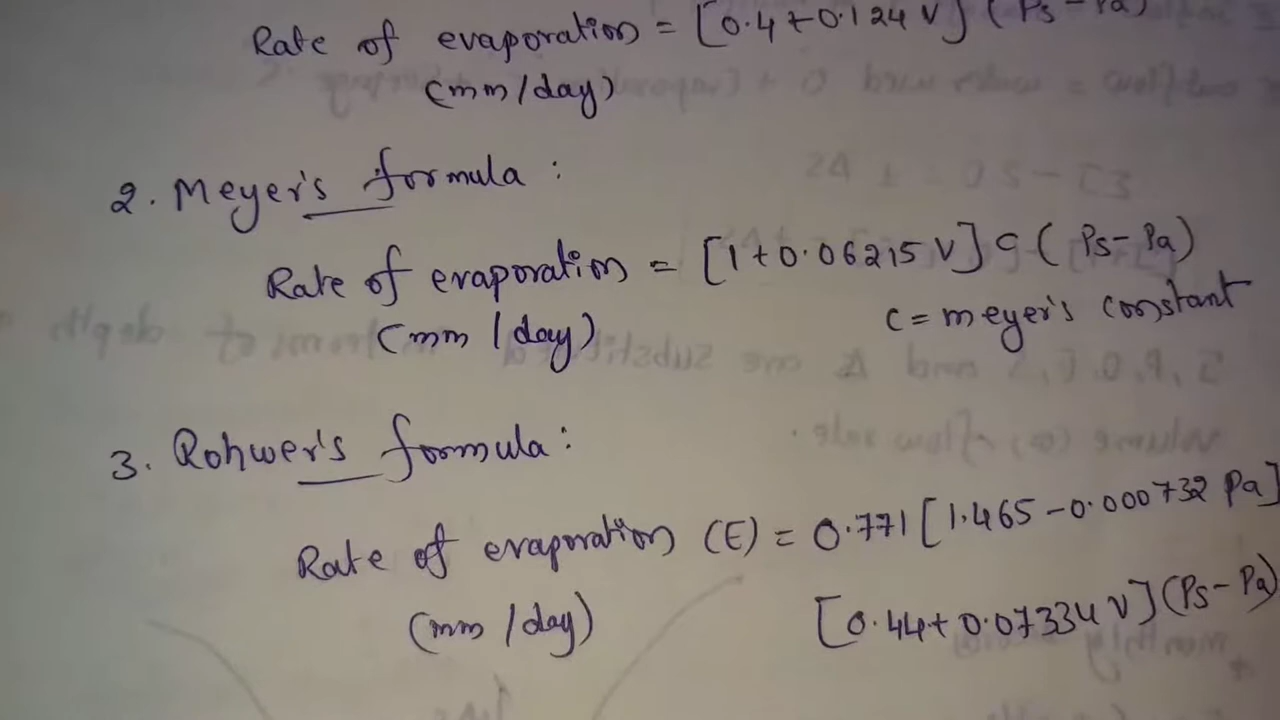 Rate of evaporation = [0.4+0.124 V] (Ps - Pa)
(mm/day)
2. Meyer's formula :
Rate of evaporation = [1+0.06215 V] C ( Ps- Pa)
(mm / day)
C = meyer's constant
3. Rohwer's formula :
Rate of evaporation (E) = 0.771 [1.465 -0.000732 Pa]
(mm / day)
[0.44+ 0.07334 V] (Ps- Pa)